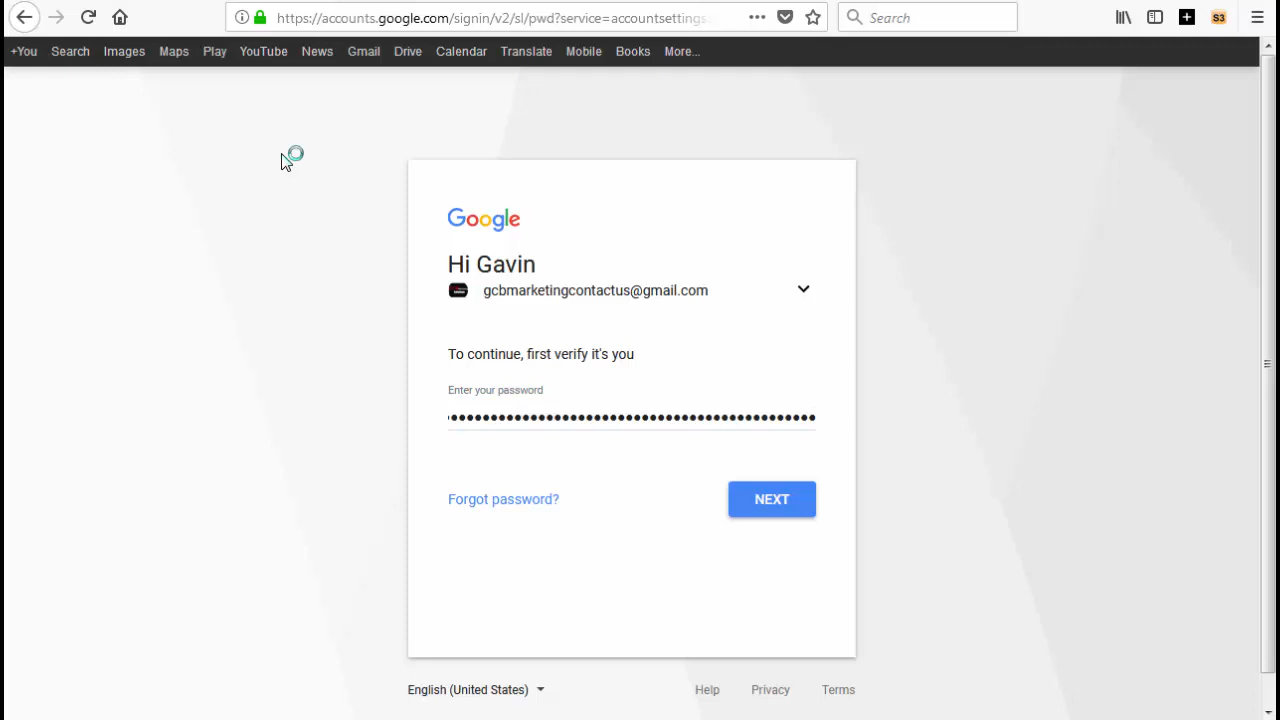 https://accounts.google.com/signin/v2/sl/pwd?service=accountsettings
Search
S3
+You Search Images Maps Play YouTube News Gmail Drive Calendar Translate Mobile Books More...
Google
Hi Gavin
gcbmarketingcontactus@gmail.com
To continue, first verify it's you
Enter your password
Forgot password?
NEXT
English (United States)
Help Privacy Terms